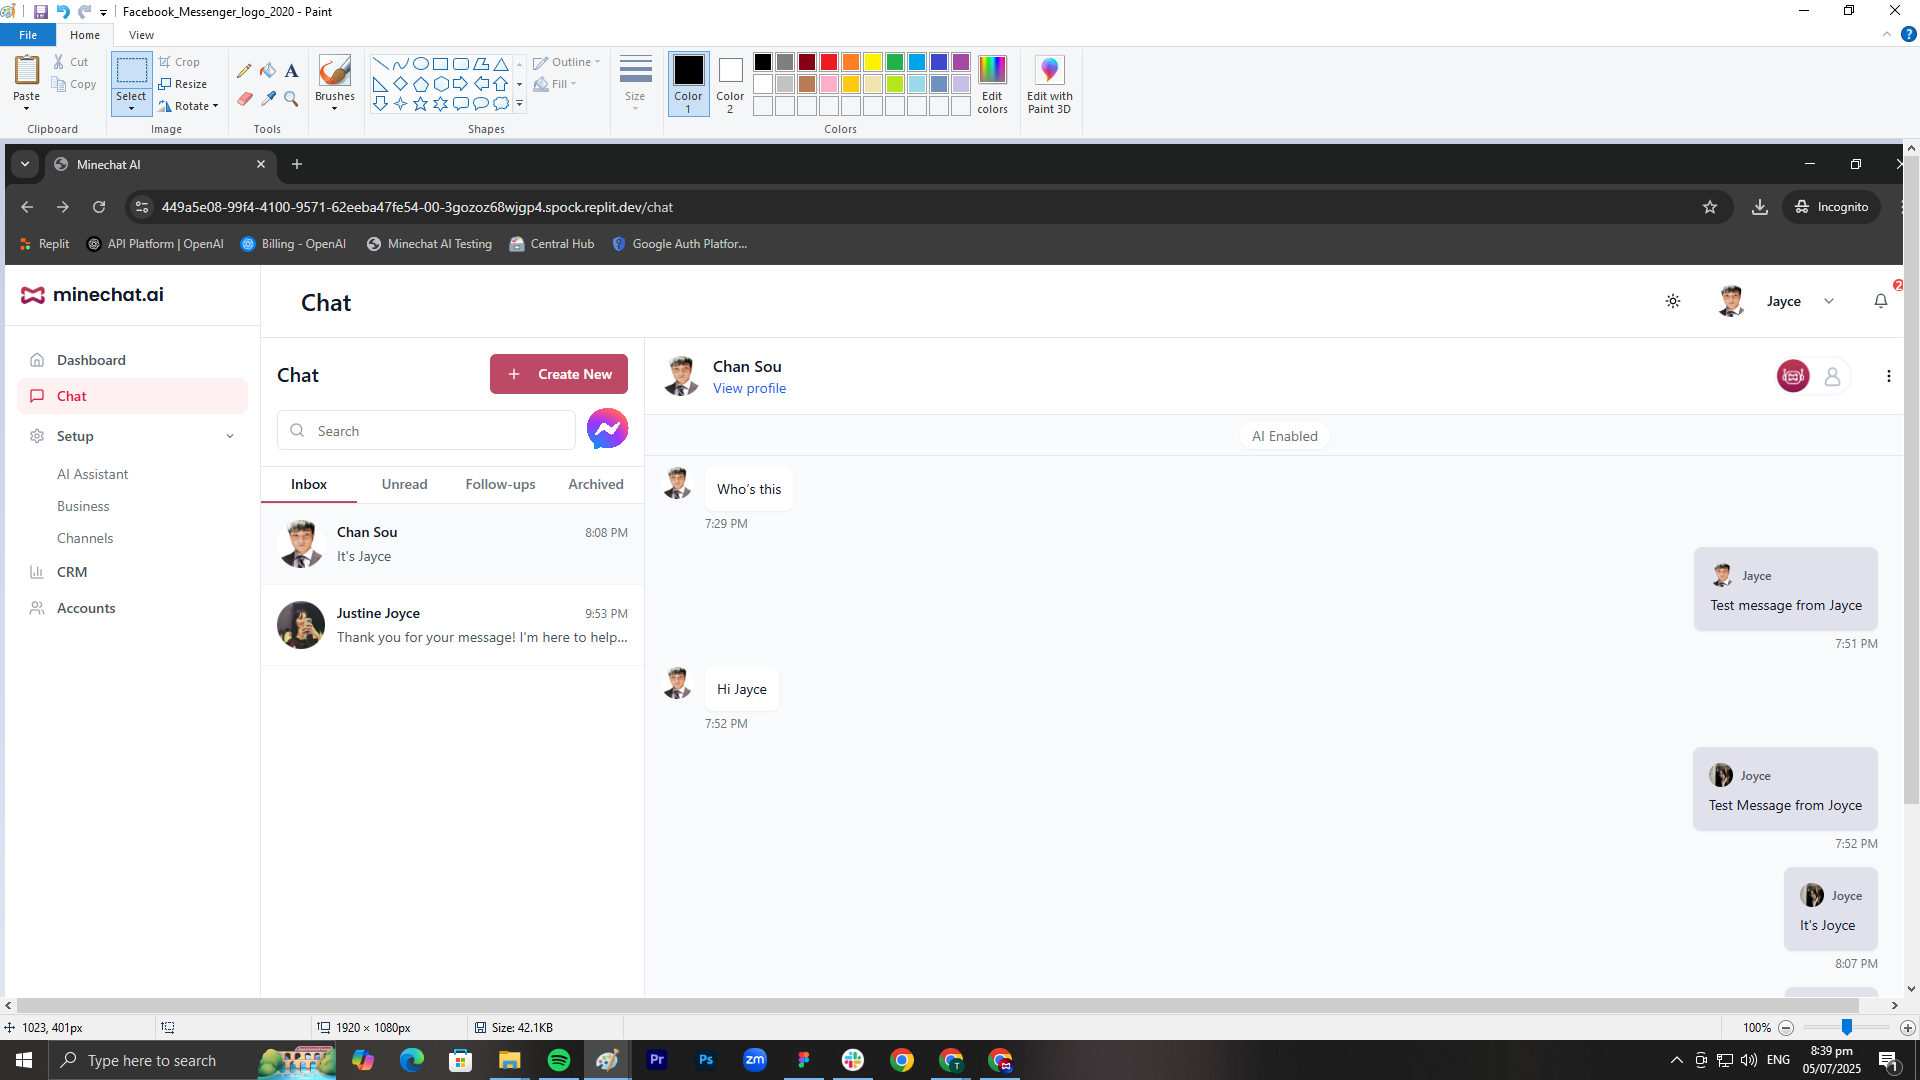 Facebook_Messenger_logo_2020 - Paint
File Home View
Paste
Cut
Copy
Clipboard
Select
Crop
Resize
Rotate
Image
Tools
Brushes
Shapes
Outline
Fill
Size
Color 1
Color 2
Edit colors
Colors
Edit with Paint 3D
Minechat AI
449a5e08-99f4-4100-9571-62eeba47fe54-00-3gozoz68wjgp4.spock.replit.dev/chat
Incognito
Replit API Platform | OpenAI Billing - OpenAI Minechat AI Testing Central Hub Google Auth Platfor...
minechat.ai
Chat
Jayce
2
Dashboard
Chat
Setup
AI Assistant
Business
Channels
CRM
Accounts
Chat
+ Create New
Search
Inbox Unread Follow-ups Archived
Chan Sou 8:08 PM
It's Jayce
Justine Joyce 9:53 PM
Thank you for your message! I'm here to help...
Chan Sou
View profile
AI Enabled
Who's this
7:29 PM
Jayce
Test message from Jayce
7:51 PM
Hi Jayce
7:52 PM
Joyce
Test Message from Joyce
7:52 PM
Joyce
It's Joyce
8:07 PM
1023, 401px
1920 × 1080px
Size: 42.1KB
100%
Type here to search
Pr
Ps
zm
T
ENG
8:39 pm
05/07/2025
1